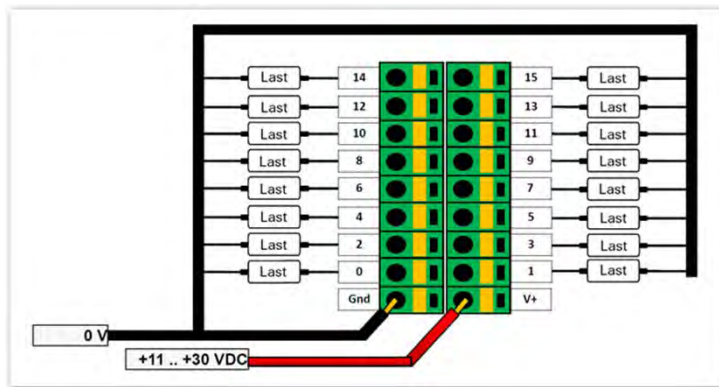 Last 14 15 Last
Last 12 13 Last
Last 10 11 Last
Last 8 9 Last
Last 6 7 Last
Last 4 5 Last
Last 2 3 Last
Last 0 1 Last
Gnd V+
0 V
+11 .. +30 VDC